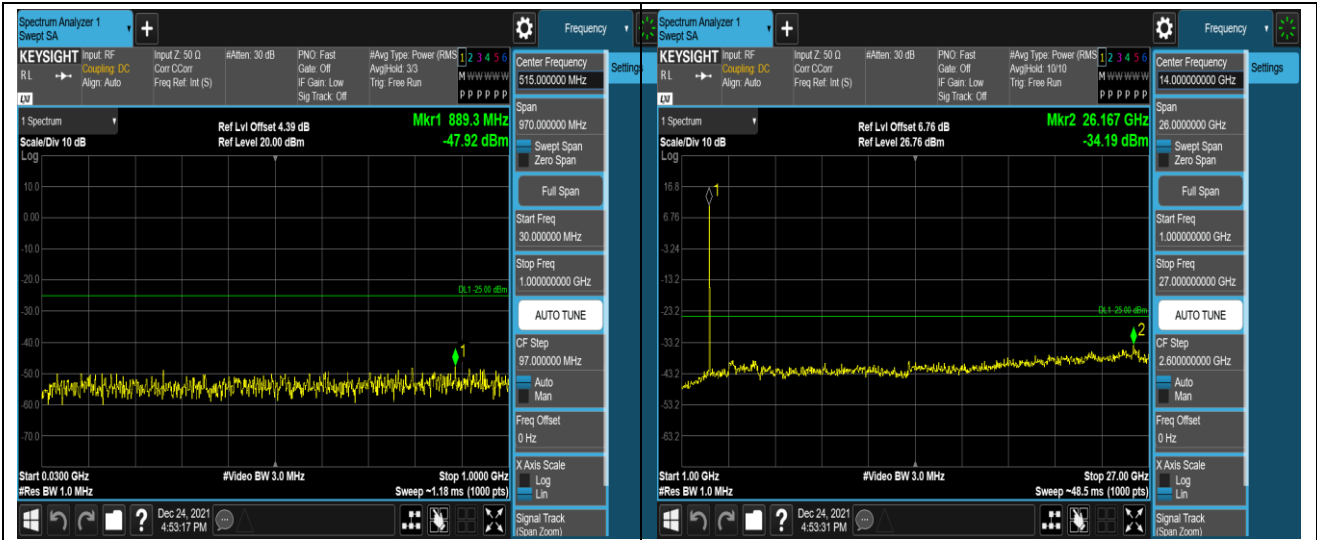 Spectrum Analyzer 1
Swept SA
+
Frequency
KEYSIGHT
RL
LXI
Input: RF
Coupling: DC
Align: Auto
Input Z: 50 Ω
Corr CCorr
Freq Ref: Int (S)
#Atten: 30 dB
PNO: Fast
Gate: Off
IF Gain: Low
Sig Track: Off
#Avg Type: Power (RMS
Avg|Hold: 3/3
Trig: Free Run
1 2 3 4 5 6
M W W W W W
P P P P P P
Center Frequency
515.000000 MHz
Settings
1 Spectrum
Scale/Div 10 dB
Log
Ref Lvl Offset 4.39 dB
Ref Level 20.00 dBm
Mkr1 889.3 MHz
-47.92 dBm
Span
970.000000 MHz
Swept Span
Zero Span
Full Span
Start Freq
30.000000 MHz
Stop Freq
1.000000000 GHz
AUTO TUNE
CF Step
97.000000 MHz
Auto
Man
Freq Offset
0 Hz
X Axis Scale
Log
Lin
Signal Track
(Span Zoom)
10.0
0.00
-10.0
-20.0
DL1 -25.00 dBm
-30.0
-40.0
1
-50.0
-60.0
-70.0
Start 0.0300 GHz
#Res BW 1.0 MHz
#Video BW 3.0 MHz
Stop 1.0000 GHz
Sweep ~1.18 ms (1000 pts)
?
Dec 24, 2021
4:53:17 PM
Spectrum Analyzer 1
Swept SA
+
Frequency
KEYSIGHT
RL
LXI
Input: RF
Coupling: DC
Align: Auto
Input Z: 50 Ω
Corr CCorr
Freq Ref: Int (S)
#Atten: 30 dB
PNO: Fast
Gate: Off
IF Gain: Low
Sig Track: Off
#Avg Type: Power (RMS
Avg|Hold: 10/10
Trig: Free Run
1 2 3 4 5 6
M W W W W W
P P P P P P
Center Frequency
14.000000000 GHz
Settings
1 Spectrum
Scale/Div 10 dB
Log
Ref Lvl Offset 6.76 dB
Ref Level 26.76 dBm
Mkr2 26.167 GHz
-34.19 dBm
Span
26.0000000 GHz
Swept Span
Zero Span
Full Span
Start Freq
1.000000000 GHz
Stop Freq
27.000000000 GHz
AUTO TUNE
CF Step
2.600000000 GHz
Auto
Man
Freq Offset
0 Hz
X Axis Scale
Log
Lin
Signal Track
(Span Zoom)
16.8
1
6.76
-3.24
-13.2
-23.2
DL1 -25.00 dBm
2
-33.2
-43.2
-53.2
-63.2
Start 1.00 GHz
#Res BW 1.0 MHz
#Video BW 3.0 MHz
Stop 27.00 GHz
Sweep ~48.5 ms (1000 pts)
?
Dec 24, 2021
4:53:31 PM